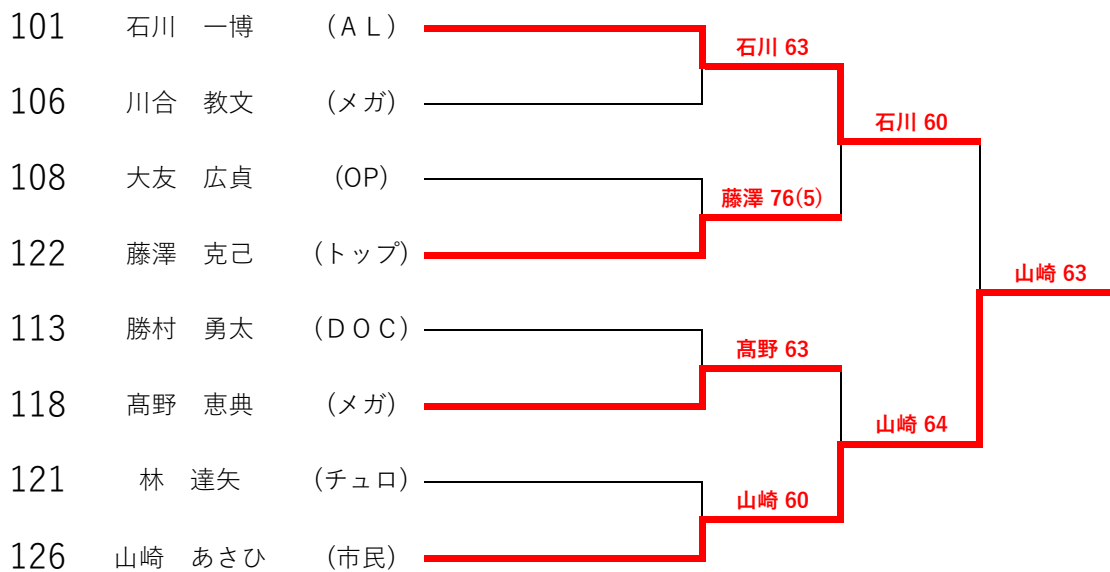 101 石川　一博 (ＡＬ)
石川 63
106 川合　教文 (メガ)
石川 60
108 大友　広貞 (OP)
藤澤 76(5)
122 藤澤　克己 (トップ)
山崎 63
113 勝村　勇太 (ＤＯＣ)
髙野 63
118 髙野　恵典 (メガ)
山崎 64
121 林　達矢 (チュロ)
山崎 60
126 山崎　あさひ (市民)